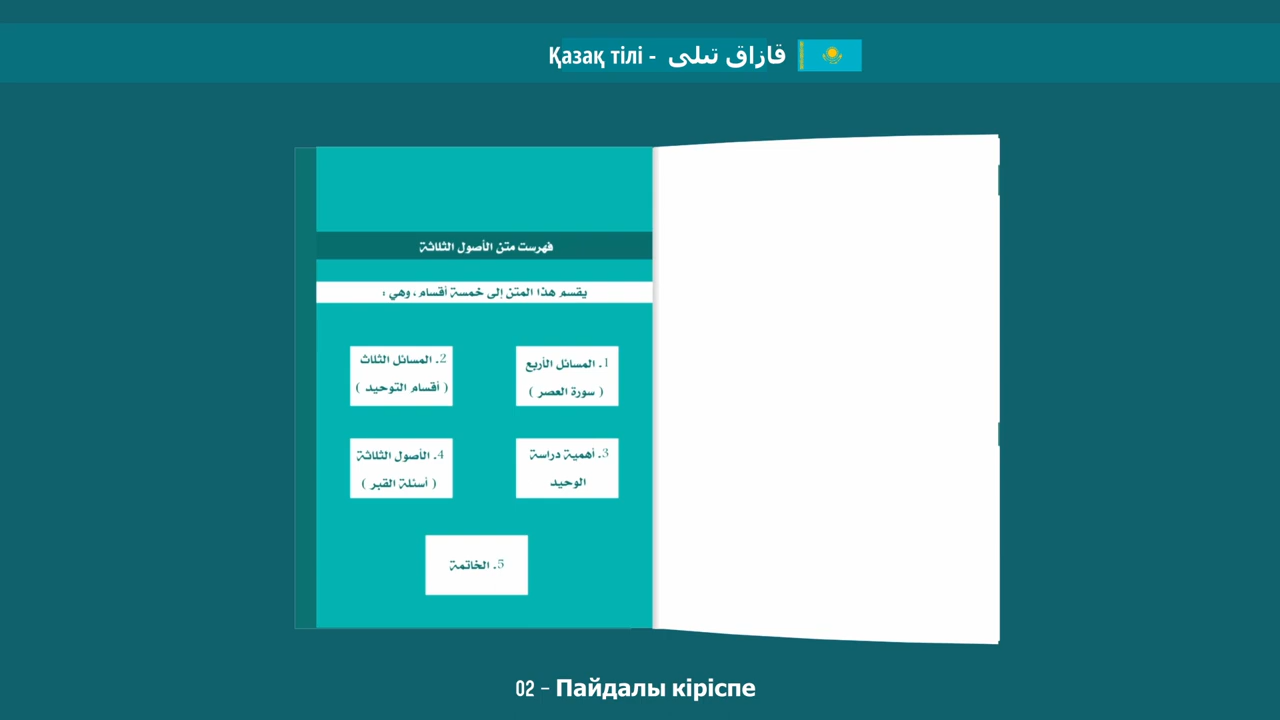 Қазақ тілі - قازاق تىلى
فهرست متن الأصول الثلاثة
يقسم هذا المتن إلى خمسة أقسام، وهي :
1. المسائل الأربع
( سورة العصر )
2. المسائل الثلاث
( أقسام التوحيد )
3. أهمية دراسة
الوحيد
4. الأصول الثلاثة
( أسئلة القبر )
5. الخاتمة
02 - Пайдалы кіріспе